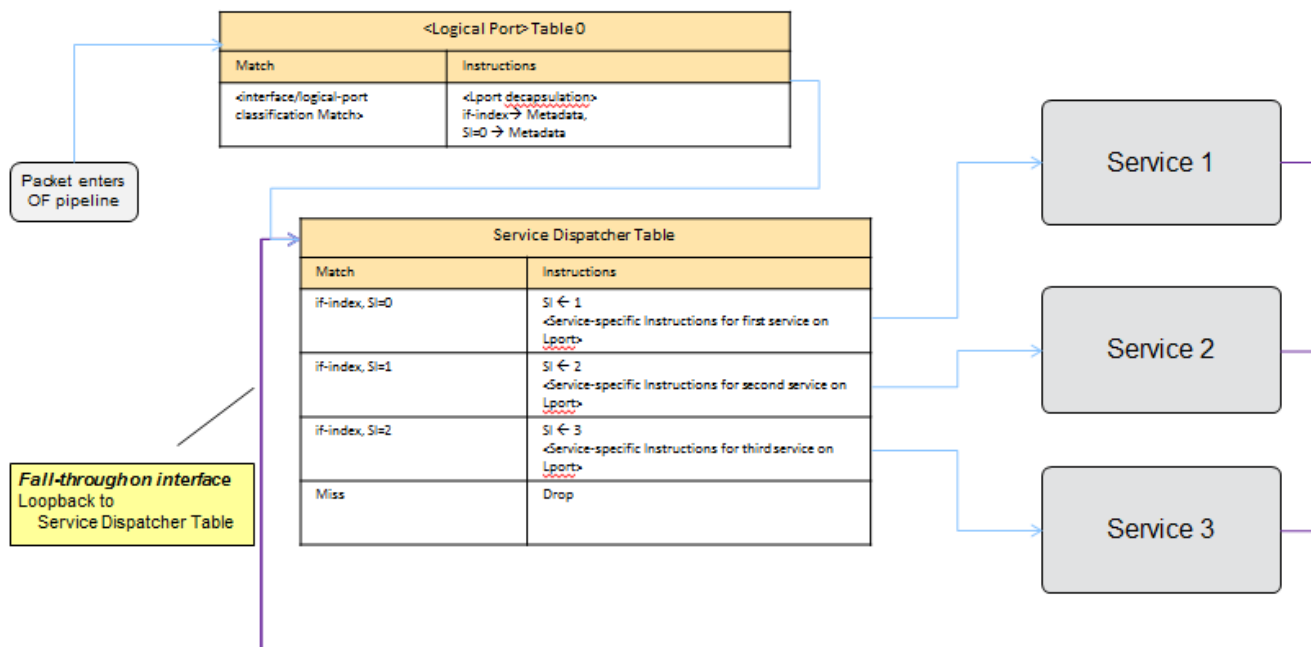 <Logical Port> Table 0
Match
Instructions
<interface/logical-port
classification Match>
<Lport decapsulation>
if-index→ Metadata,
SI=0 → Metadata
Packet enters
OF pipeline
Service Dispatcher Table
Match
Instructions
if-index, SI=0
SI ← 1
<Service-specific Instructions for first service on
Lport>
if-index, SI=1
SI ← 2
<Service-specific Instructions for second service on
Lport>
if-index, SI=2
SI ← 3
<Service-specific Instructions for third service on
Lport>
Miss
Drop
Fall-through on interface
Loopback to
Service Dispatcher Table
Service 1
Service 2
Service 3